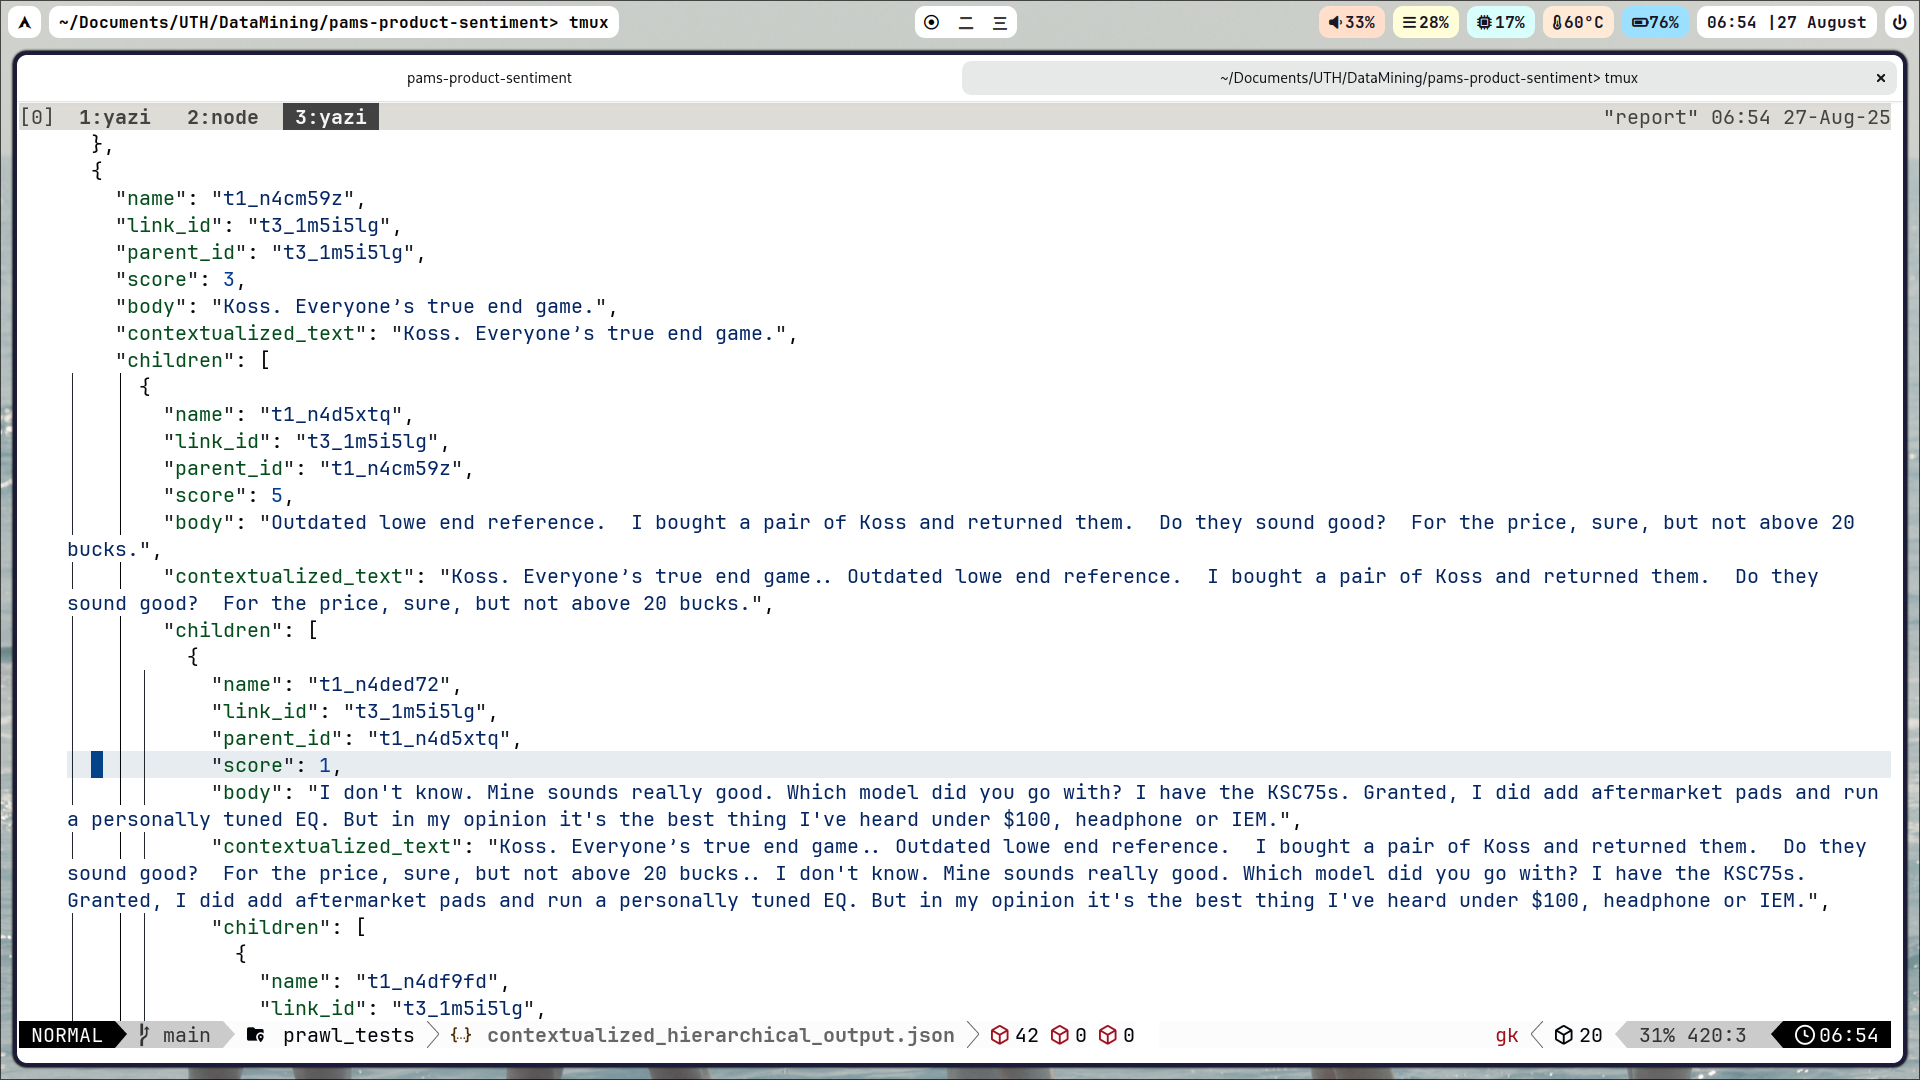 ~/Documents/UTH/DataMining/pams-product-sentiment> tmux
二 三
33% 28% 17% 60°C 76% 06:54 |27 August
pams-product-sentiment
~/Documents/UTH/DataMining/pams-product-sentiment> tmux ×
[0] 1:yazi 2:node 3:yazi "report" 06:54 27-Aug-25
},
{
"name": "t1_n4cm59z",
"link_id": "t3_1m5i5lg",
"parent_id": "t3_1m5i5lg",
"score": 3,
"body": "Koss. Everyone’s true end game.",
"contextualized_text": "Koss. Everyone’s true end game.",
"children": [
{
"name": "t1_n4d5xtq",
"link_id": "t3_1m5i5lg",
"parent_id": "t1_n4cm59z",
"score": 5,
"body": "Outdated lowe end reference.  I bought a pair of Koss and returned them.  Do they sound good?  For the price, sure, but not above 20
bucks.",
"contextualized_text": "Koss. Everyone’s true end game.. Outdated lowe end reference.  I bought a pair of Koss and returned them.  Do they
sound good?  For the price, sure, but not above 20 bucks.",
"children": [
{
"name": "t1_n4ded72",
"link_id": "t3_1m5i5lg",
"parent_id": "t1_n4d5xtq",
"score": 1,
"body": "I don't know. Mine sounds really good. Which model did you go with? I have the KSC75s. Granted, I did add aftermarket pads and run
a personally tuned EQ. But in my opinion it's the best thing I've heard under $100, headphone or IEM.",
"contextualized_text": "Koss. Everyone’s true end game.. Outdated lowe end reference.  I bought a pair of Koss and returned them.  Do they
sound good?  For the price, sure, but not above 20 bucks.. I don't know. Mine sounds really good. Which model did you go with? I have the KSC75s.
Granted, I did add aftermarket pads and run a personally tuned EQ. But in my opinion it's the best thing I've heard under $100, headphone or IEM.",
"children": [
{
"name": "t1_n4df9fd",
"link_id": "t3_1m5i5lg",
NORMAL main prawl_tests {..} contextualized_hierarchical_output.json 42 0 0 gk 20 31% 420:3 06:54